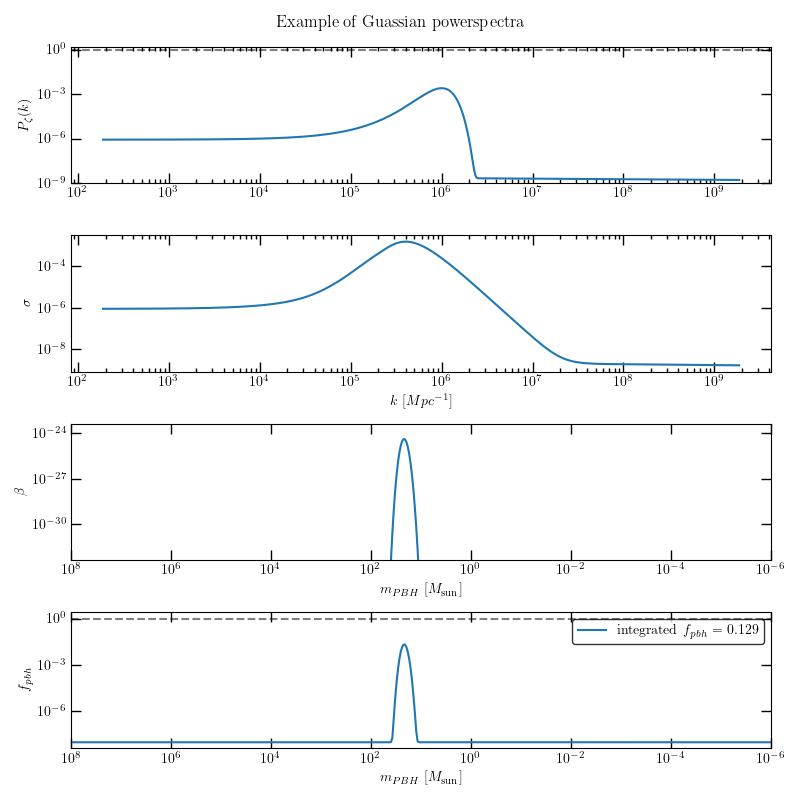 Example of Guassian powerspectra
10^0
10^-3
10^-6
10^-9
P_ζ(k)
10^2 10^3 10^4 10^5 10^6 10^7 10^8 10^9
10^-4
10^-6
10^-8
σ
10^2 10^3 10^4 10^5 10^6 10^7 10^8 10^9
k [Mpc^-1]
10^-24
10^-27
10^-30
β
10^8 10^6 10^4 10^2 10^0 10^-2 10^-4 10^-6
m_PBH [M_sun]
10^0
10^-3
10^-6
f_pbh
integrated f_pbh = 0.129
10^8 10^6 10^4 10^2 10^0 10^-2 10^-4 10^-6
m_PBH [M_sun]